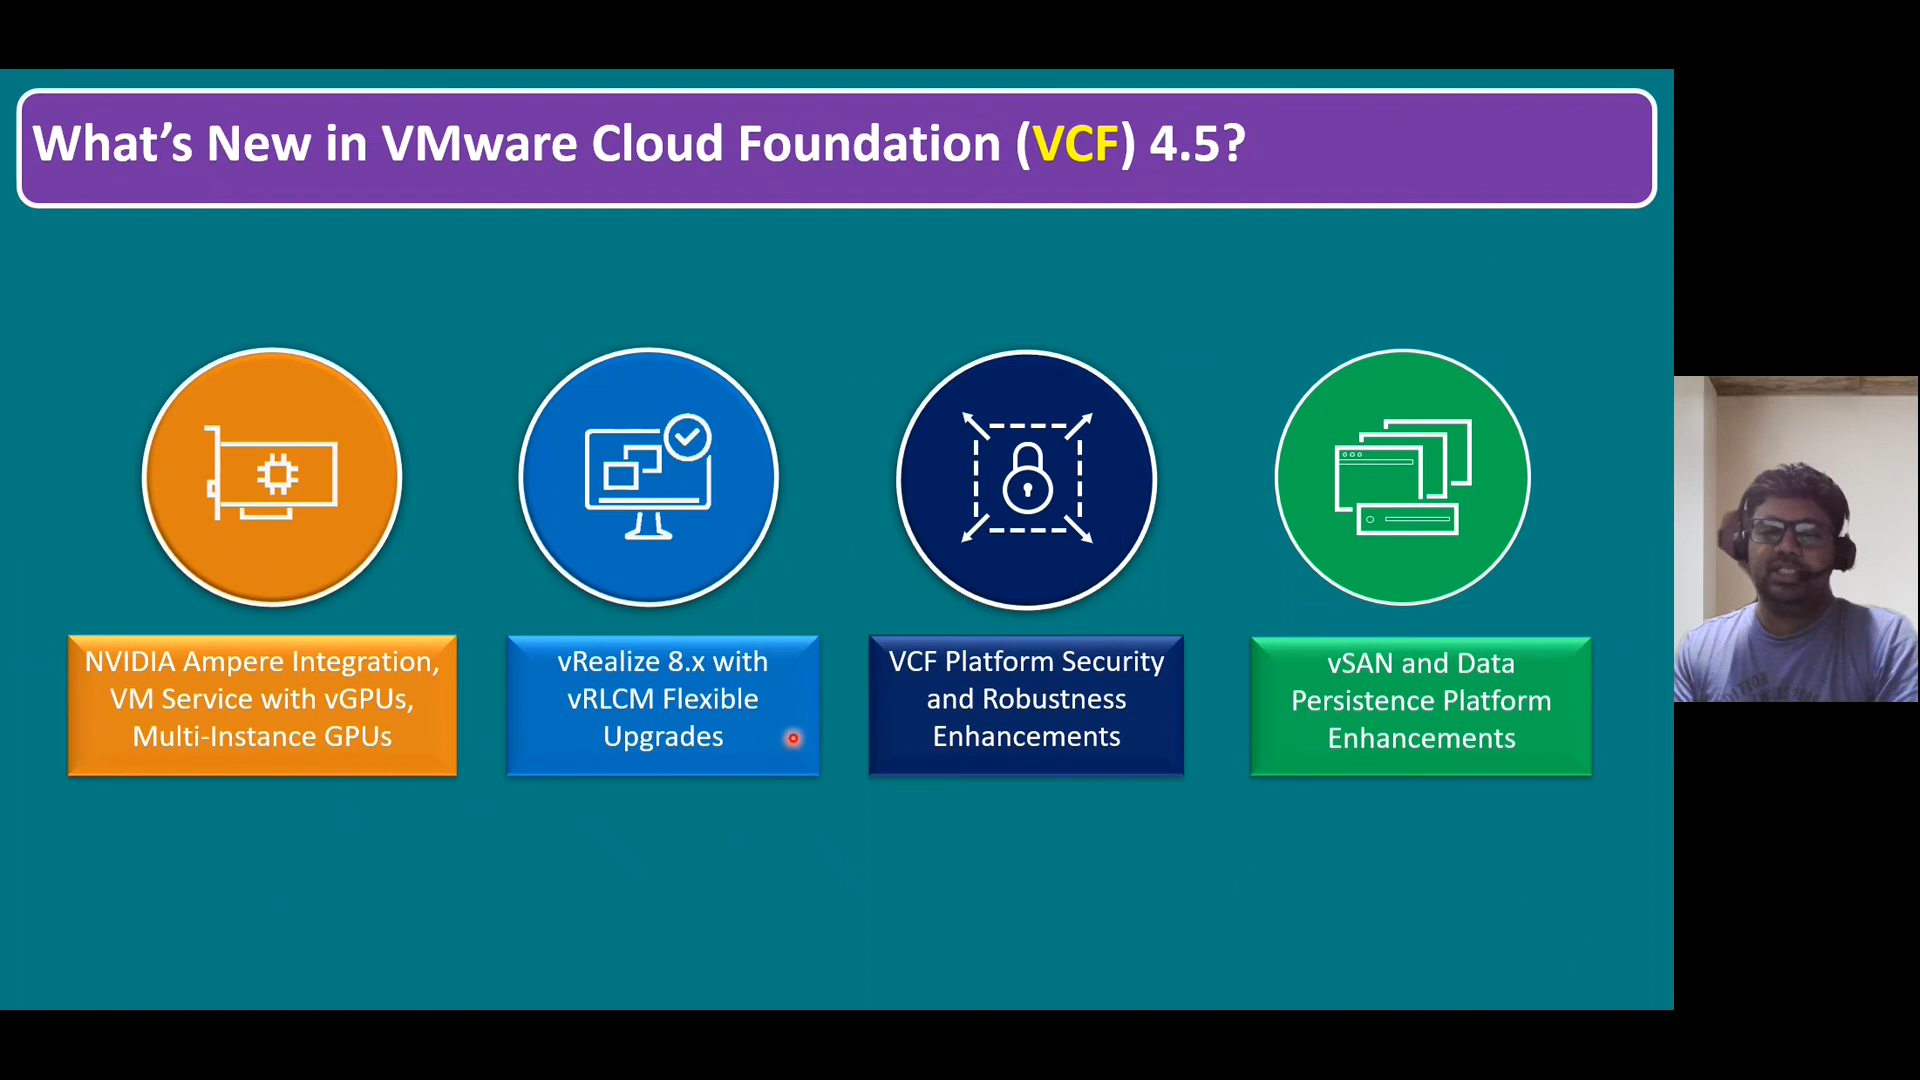 What's New in VMware Cloud Foundation (VCF) 4.5?
NVIDIA Ampere Integration,
VM Service with vGPUs,
Multi-Instance GPUs
vRealize 8.x with
vRLCM Flexible
Upgrades
VCF Platform Security
and Robustness
Enhancements
vSAN and Data
Persistence Platform
Enhancements